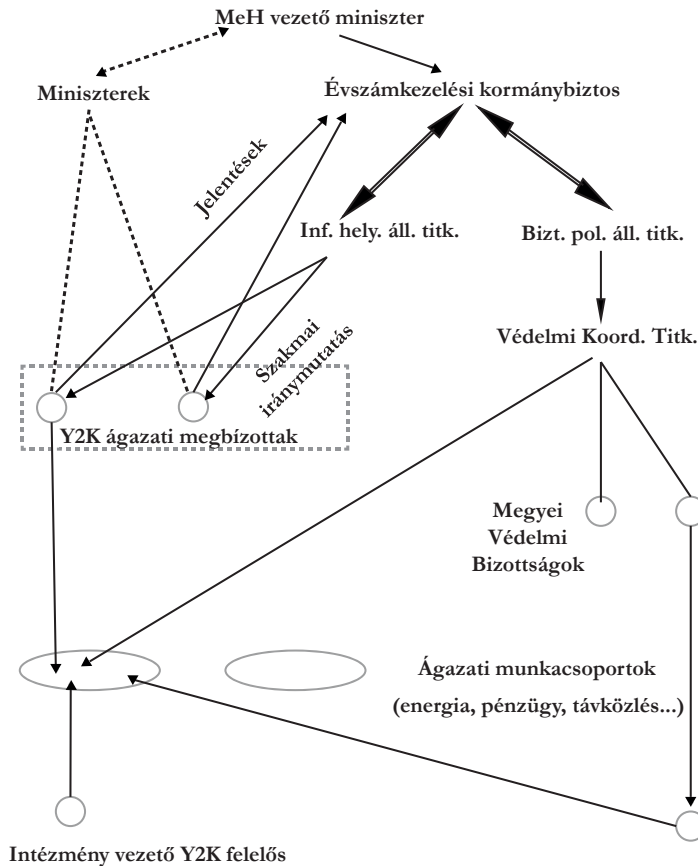 MeH vezető miniszter
Miniszterek
Évszámkezelési kormánybiztos
Jelentések
Inf. hely. áll. titk.
Bizt. pol. áll. titk.
Védelmi Koord. Titk.
Szakmai
iránymutatás
Y2K ágazati megbízottak
Megyei
Védelmi
Bizottságok
Ágazati munkacsoportok
(energia, pénzügy, távközlés...)
Intézmény vezető Y2K felelős